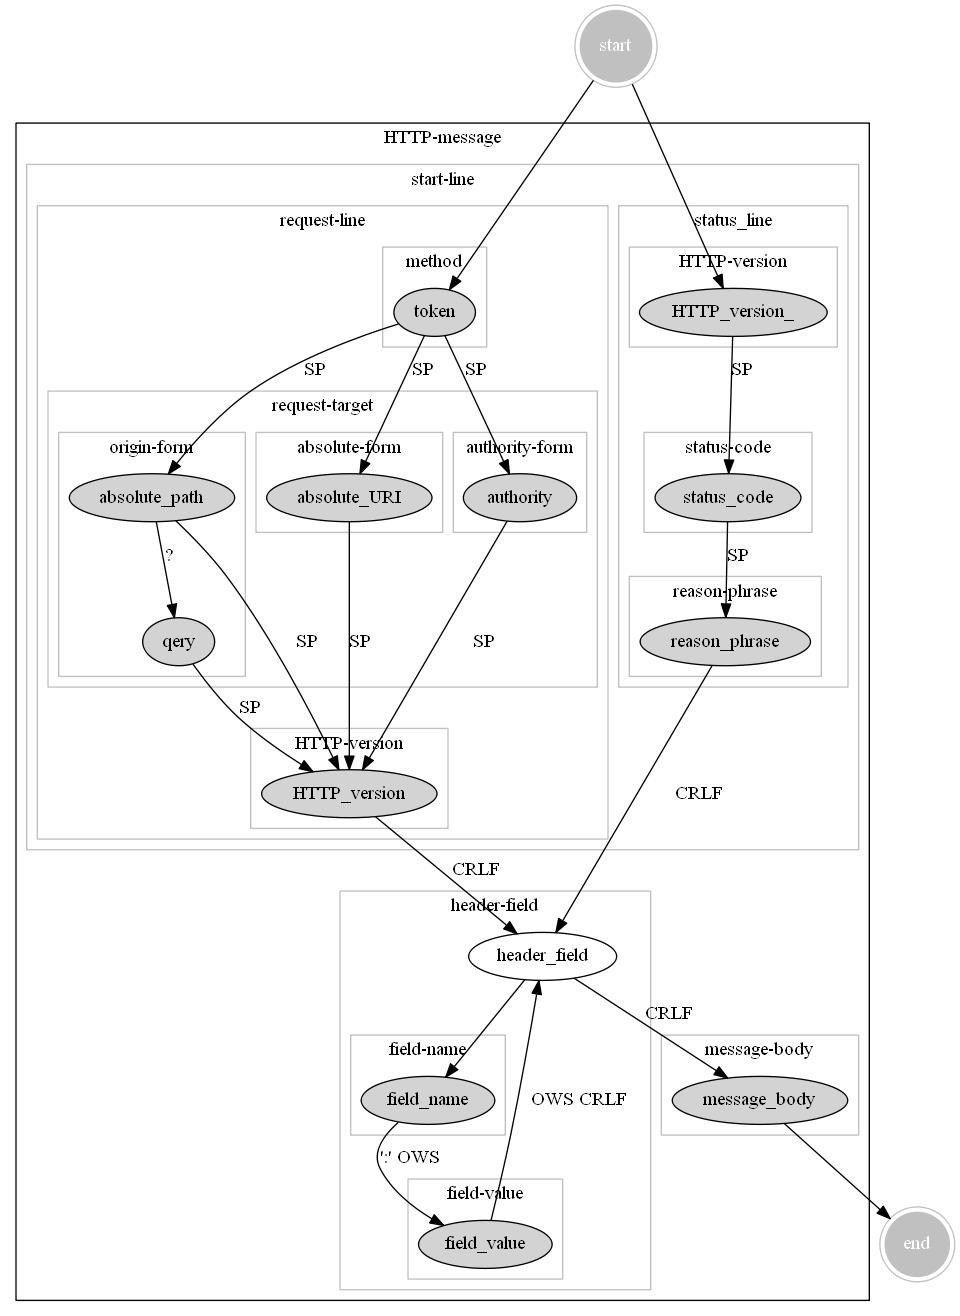 start
HTTP-message
start-line
request-line
status_line
method
HTTP-version
token
HTTP_version_
SP
SP
SP
SP
request-target
origin-form
absolute-form
authority-form
status-code
absolute_path
absolute_URI
authority
status_code
?
SP
reason-phrase
qery
SP
SP
SP
reason_phrase
SP
HTTP-version
HTTP_version
CRLF
CRLF
header-field
header_field
CRLF
field-name
message-body
field_name
OWS CRLF
message_body
':' OWS
field-value
field_value
end